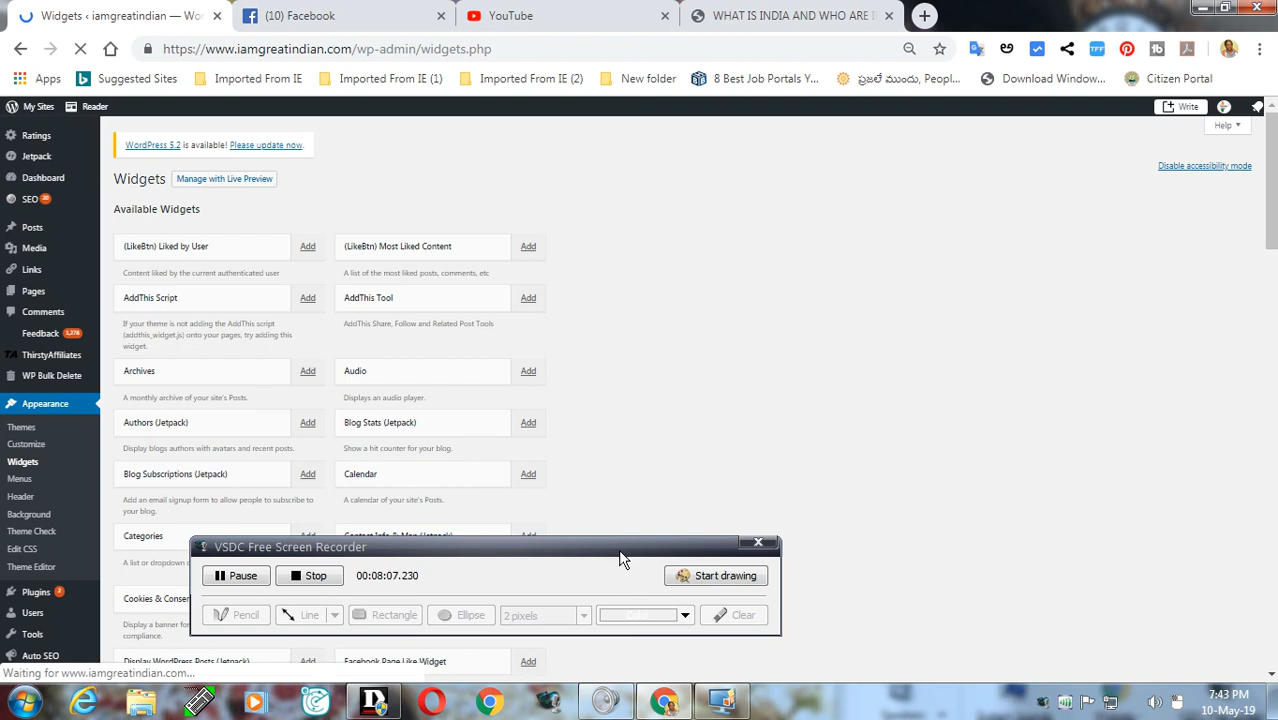 Widgets ‹ iamgreatindian — Wor
(10) Facebook
YouTube
WHAT IS INDIA AND WHO ARE I
https://www.iamgreatindian.com/wp-admin/widgets.php
Apps
Suggested Sites
Imported From IE
Imported From IE (1)
Imported From IE (2)
New folder
8 Best Job Portals Y...
ప్రజలే ముందు, Peopl...
Download Window...
Citizen Portal
My Sites
Reader
Write
Help
Ratings
Jetpack
Dashboard
SEO 20
Posts
Media
Links
Pages
Comments
Feedback 1,276
ThirstyAffiliates
WP Bulk Delete
Appearance
Themes
Customize
Widgets
Menus
Header
Background
Theme Check
Edit CSS
Theme Editor
Plugins 2
Users
Tools
Auto SEO
WordPress 5.2 is available! Please update now.
Disable accessibility mode
Widgets
Manage with Live Preview
Available Widgets
(LikeBtn) Liked by User Add
Content liked by the current authenticated user
(LikeBtn) Most Liked Content Add
A list of the most liked posts, comments, etc
AddThis Script Add
If your theme is not adding the AddThis script
(addthis_widget.js) onto your pages, try adding this
widget.
AddThis Tool Add
AddThis Share, Follow and Related Post Tools
Archives Add
A monthly archive of your site's Posts.
Audio Add
Displays an audio player.
Authors (Jetpack) Add
Display blogs authors with avatars and recent posts.
Blog Stats (Jetpack) Add
Show a hit counter for your blog.
Blog Subscriptions (Jetpack) Add
Add an email signup form to allow people to subscribe to
your blog.
Calendar Add
A calendar of your site's Posts.
Categories
A list or dropdown
Contact Info & Map (Jetpack) Add
Cookies & Consen
Display a banner fo
compliance.
Display WordPress Posts (Jetpack) Add
Facebook Page Like Widget Add
VSDC Free Screen Recorder
Pause
Stop
00:08:07.230
Start drawing
Pencil
Line
Rectangle
Ellipse
2 pixels
Clear
Waiting for www.iamgreatindian.com...
7:43 PM
10-May-19